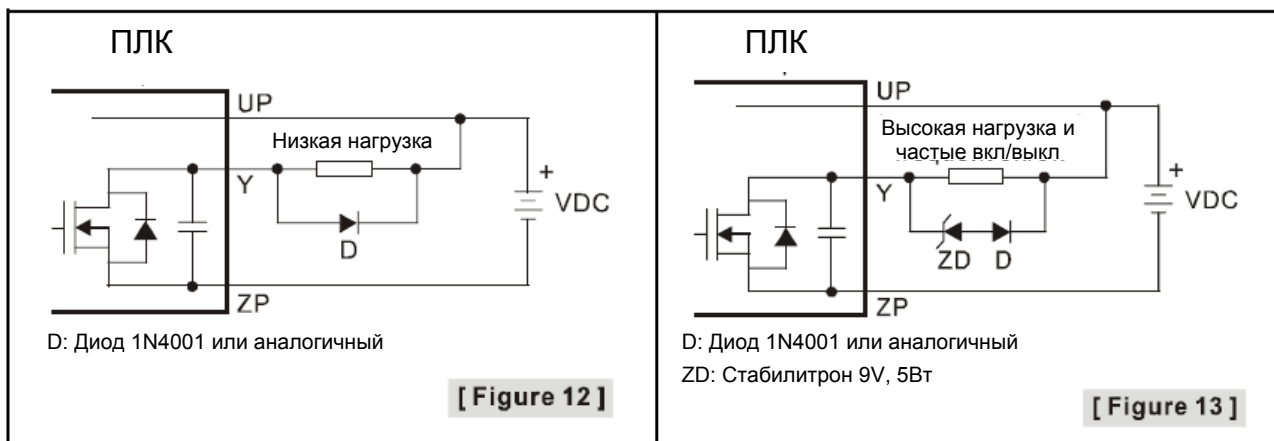 ПЛК
UP
Низкая нагрузка
Y
+
VDC
D
ZP
D: Диод 1N4001 или аналогичный
[ Figure 12 ]
ПЛК
UP
Высокая нагрузка и
частые вкл/выкл
Y
+
VDC
ZD D
ZP
D: Диод 1N4001 или аналогичный
ZD: Стабилитрон 9V, 5Вт
[ Figure 13 ]